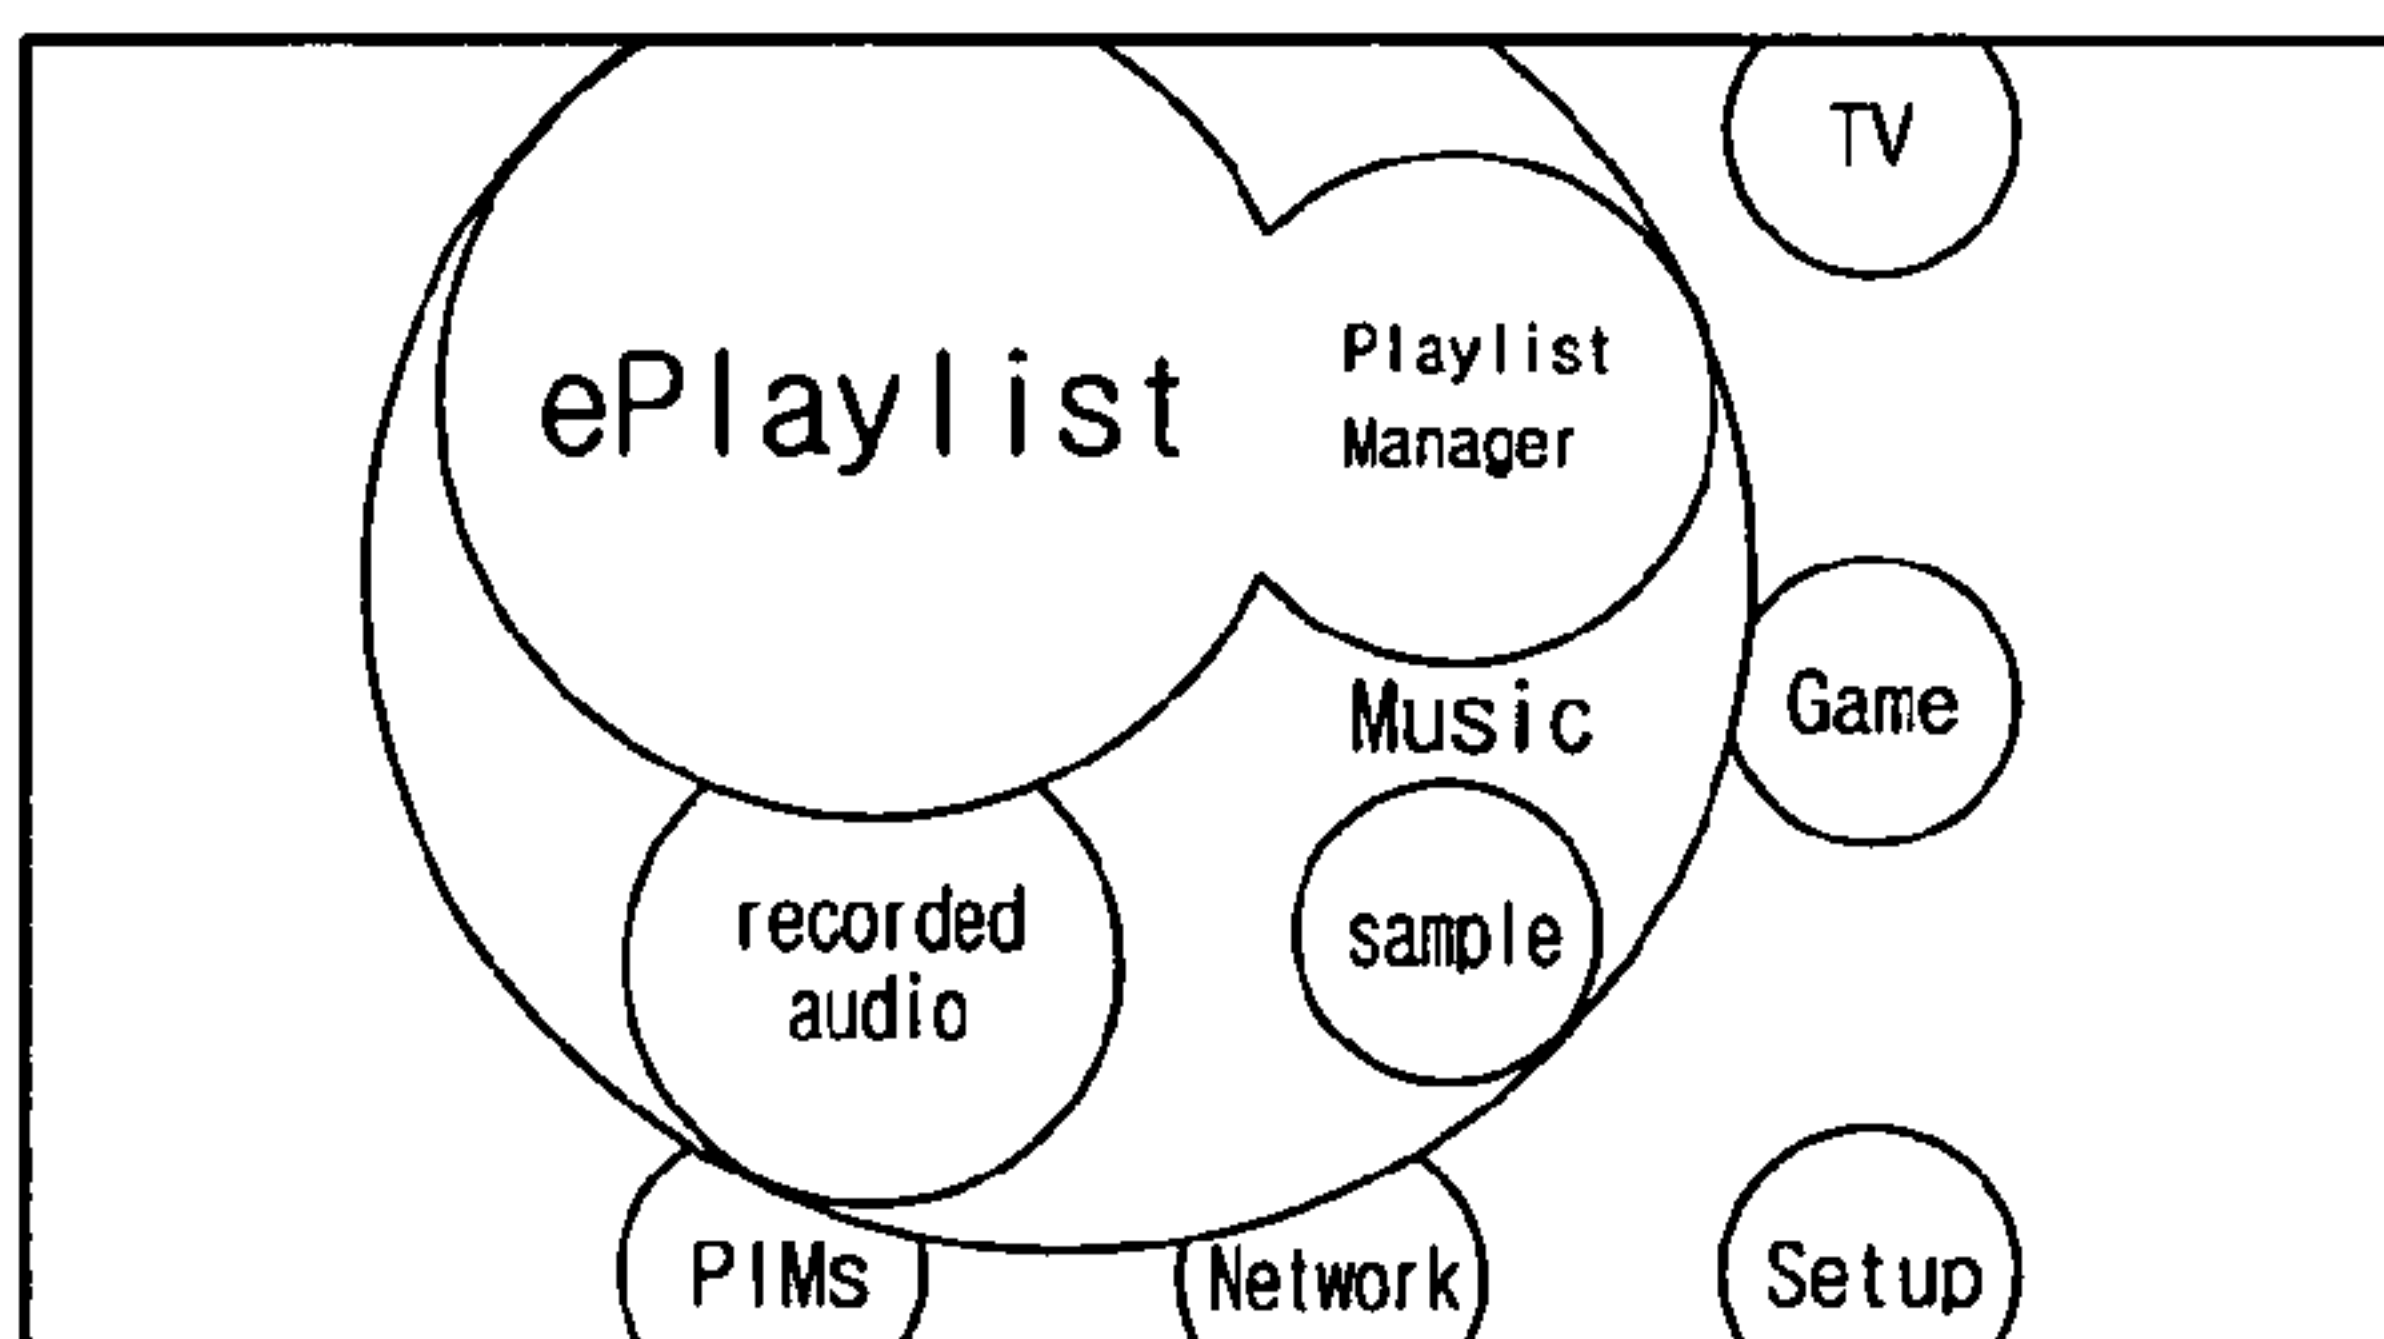 TV
ePlaylist
Playlist
Manager
Music
Game
recorded
audio
sample
PIMs
Network
Setup